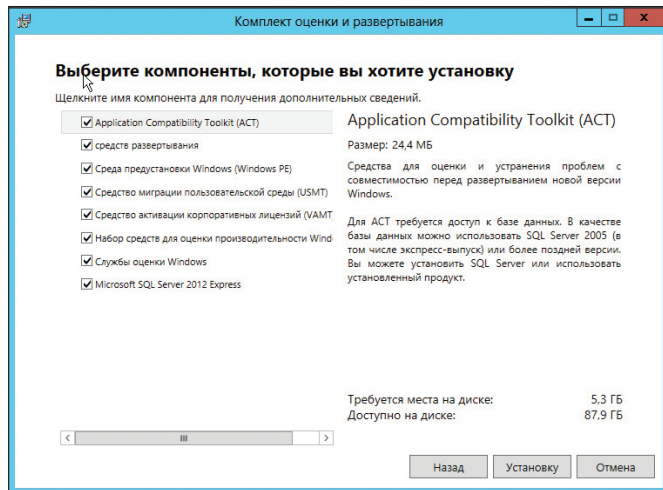 Комплект оценки и развертывания
Выберите компоненты, которые вы хотите установку
Щелкните имя компонента для получения дополнительных сведений.
Application Compatibility Toolkit (ACT)
средств развертывания
Среда предустановки Windows (Windows PE)
Средство миграции пользовательской среды (USMT)
Средство активации корпоративных лицензий (VAMT
Набор средств для оценки производительности Wind
Службы оценки Windows
Microsoft SQL Server 2012 Express
Application Compatibility Toolkit (ACT)
Размер: 24,4 МБ
Средства для оценки и устранения проблем с
совместимостью перед развертыванием новой версии
Windows.
Для ACT требуется доступ к базе данных. В качестве
базы данных можно использовать SQL Server 2005 (в
том числе экспресс-выпуск) или более поздней версии.
Вы можете установить SQL Server или использовать
установленный продукт.
Требуется места на диске: 5,3 ГБ
Доступно на диске: 87,9 ГБ
Назад Установку Отмена